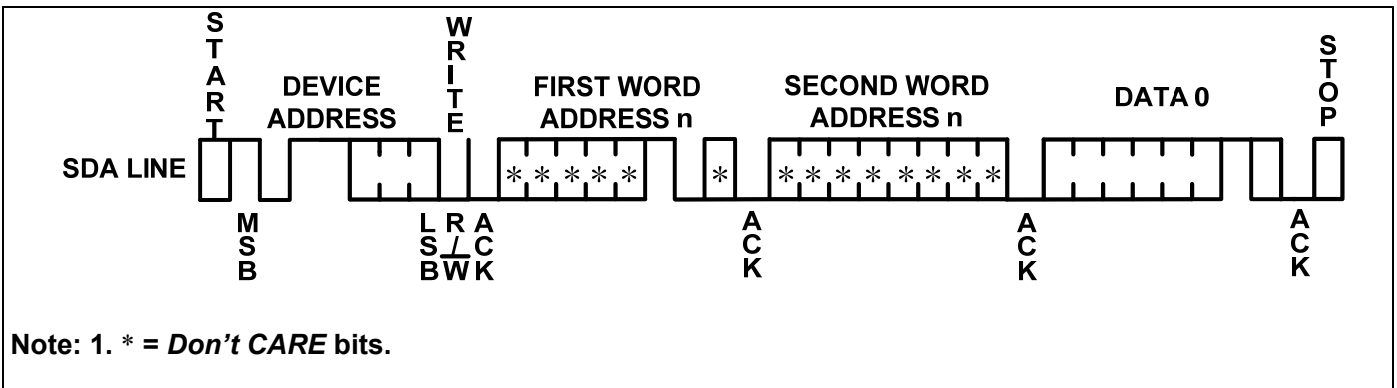 START
WRITE
STOP
DEVICE
ADDRESS
FIRST WORD
ADDRESS n
SECOND WORD
ADDRESS n
DATA 0
SDA LINE
* * * * *
*
* * * * * * * *
MSB
LSB
R/W
ACK
ACK
ACK
ACK
Note: 1. * = Don't CARE bits.